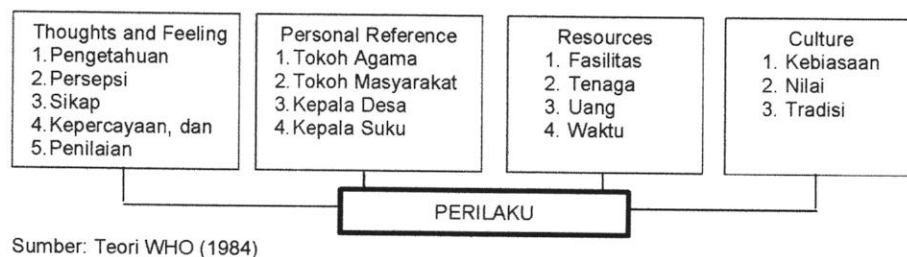 Thoughts and Feeling
1. Pengetahuan
2. Persepsi
3. Sikap
4. Kepercayaan, dan
5. Penilaian
Personal Reference
1. Tokoh Agama
2. Tokoh Masyarakat
3. Kepala Desa
4. Kepala Suku
Resources
1. Fasilitas
2. Tenaga
3. Uang
4. Waktu
Culture
1. Kebiasaan
2. Nilai
3. Tradisi
PERILAKU
Sumber: Teori WHO (1984)